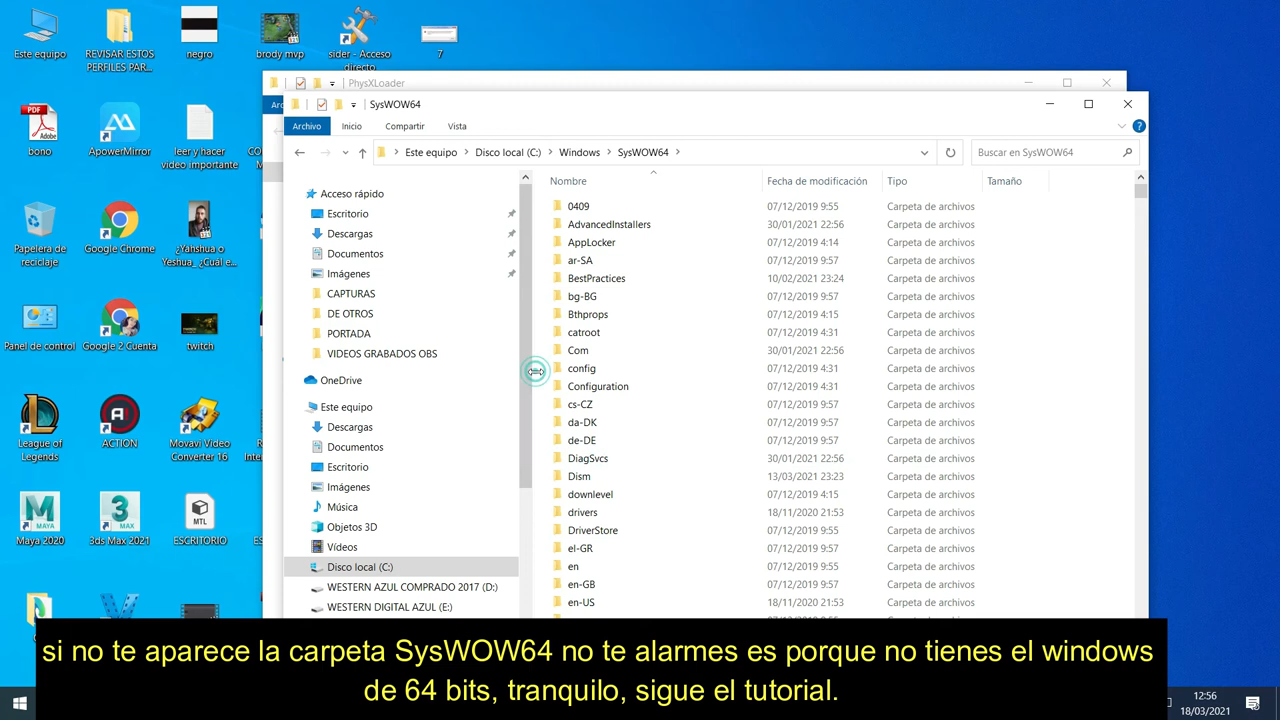 Este equipo
REVISAR ESTOS
PERFILES PAR...
negro
brody mvp
sider - Acceso
directo
7
PDF
Adobe
bono
ApowerMirror
leer y hacer
video importante
Papelera de
reciclaje
Google Chrome
¿Yahshua o
Yeshua_ ¿Cuál e...
Panel de control
Google 2 Cuenta
twitch
League of
Legends
ACTION
Movavi Video
Converter 16
Maya 2020
3ds Max 2021
MTL
ESCRITORIO
PhysXLoader
SysWOW64
Archivo
Inicio
Compartir
Vista
Este equipo > Disco local (C:) > Windows > SysWOW64 >
Buscar en SysWOW64
Acceso rápido
Escritorio
Descargas
Documentos
Imágenes
CAPTURAS
DE OTROS
PORTADA
VIDEOS GRABADOS OBS
OneDrive
Este equipo
Descargas
Documentos
Escritorio
Imágenes
Música
Objetos 3D
Vídeos
Disco local (C:)
WESTERN AZUL COMPRADO 2017 (D:)
WESTERN DIGITAL AZUL (E:)
Nombre Fecha de modificación Tipo Tamaño
0409 07/12/2019 9:55 Carpeta de archivos
AdvancedInstallers 30/01/2021 22:56 Carpeta de archivos
AppLocker 07/12/2019 4:14 Carpeta de archivos
ar-SA 07/12/2019 9:57 Carpeta de archivos
BestPractices 10/02/2021 23:24 Carpeta de archivos
bg-BG 07/12/2019 9:57 Carpeta de archivos
Bthprops 07/12/2019 4:15 Carpeta de archivos
catroot 07/12/2019 4:31 Carpeta de archivos
Com 30/01/2021 22:56 Carpeta de archivos
config 07/12/2019 4:31 Carpeta de archivos
Configuration 07/12/2019 4:31 Carpeta de archivos
cs-CZ 07/12/2019 9:57 Carpeta de archivos
da-DK 07/12/2019 9:57 Carpeta de archivos
de-DE 07/12/2019 9:57 Carpeta de archivos
DiagSvcs 30/01/2021 22:56 Carpeta de archivos
Dism 13/03/2021 23:23 Carpeta de archivos
downlevel 07/12/2019 4:15 Carpeta de archivos
drivers 18/11/2020 21:53 Carpeta de archivos
DriverStore 07/12/2019 9:55 Carpeta de archivos
el-GR 07/12/2019 9:57 Carpeta de archivos
en 07/12/2019 9:55 Carpeta de archivos
en-GB 07/12/2019 9:57 Carpeta de archivos
en-US 18/11/2020 21:53 Carpeta de archivos
si no te aparece la carpeta SysWOW64 no te alarmes es porque no tienes el windows
de 64 bits, tranquilo, sigue el tutorial.
12:56
18/03/2021